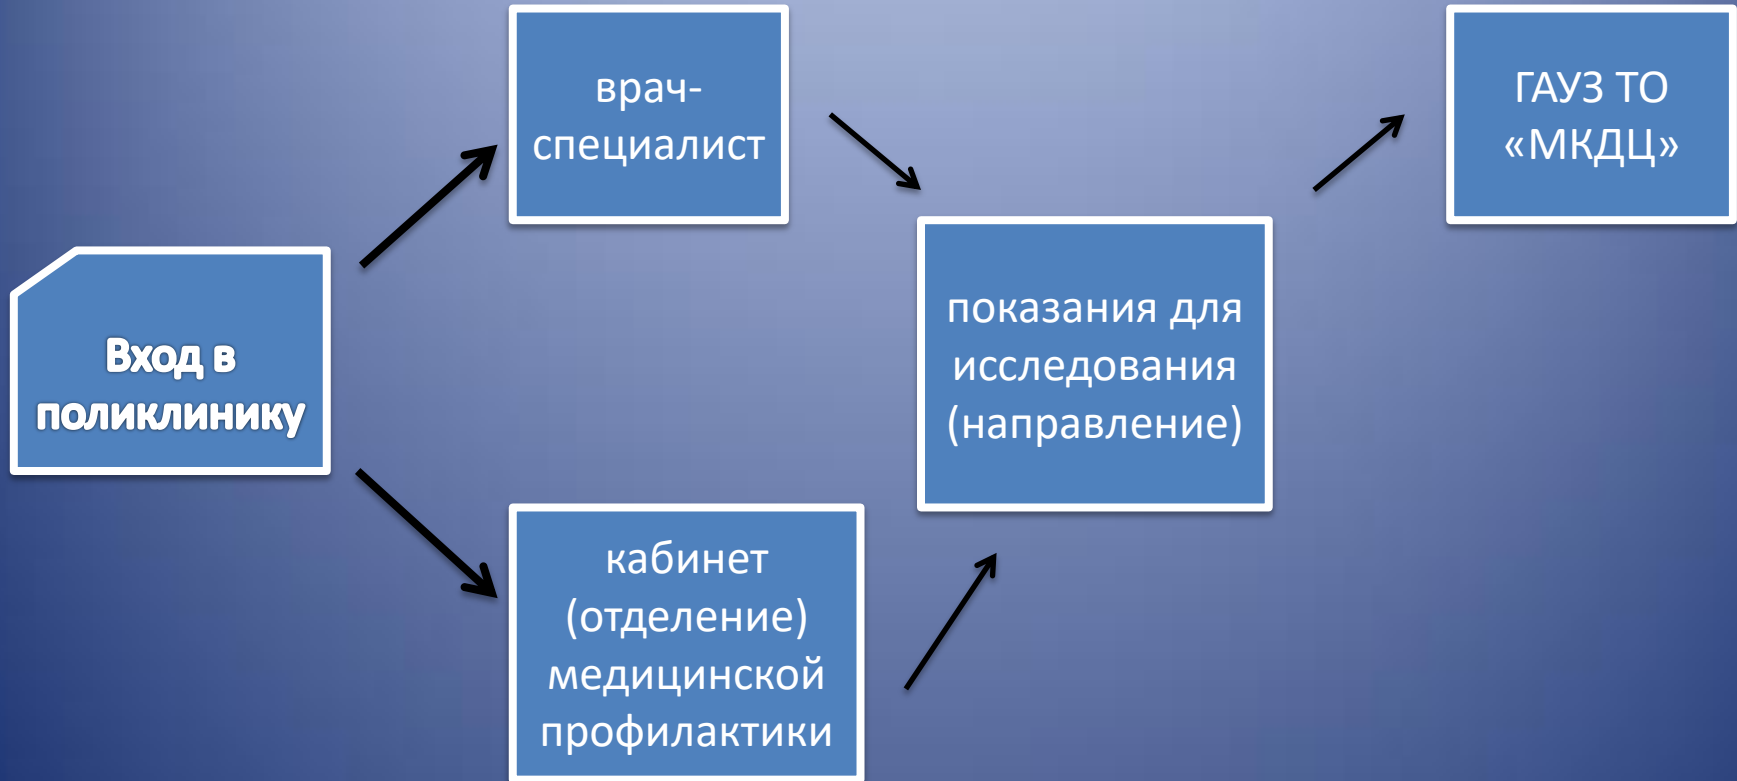 Вход в
поликлинику
врач-
специалист
кабинет
(отделение)
медицинской
профилактики
показания для
исследования
(направление)
ГАУЗ ТО
«МКДЦ»